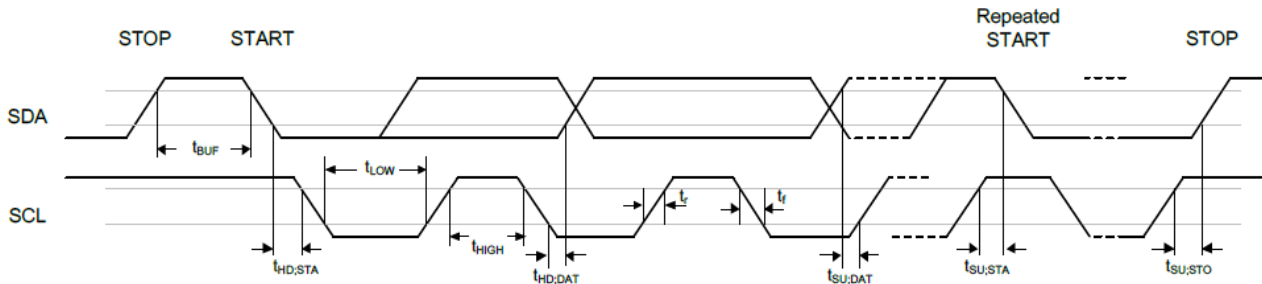 Repeated
STOP START START STOP
SDA
tBUF
tLOW
SCL
tr
tf
tHD;STA
tHIGH
tHD;DAT
tSU;DAT
tSU;STA
tSU;STO